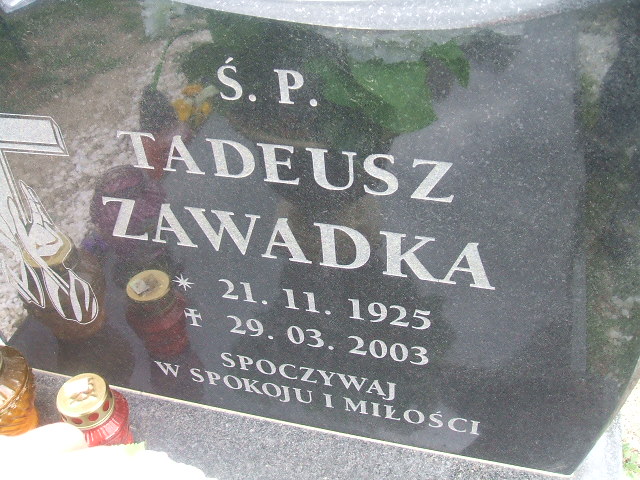 Ś. P.
TADEUSZ
ZAWADKA
* 21. 11. 1925
✝ 29. 03. 2003
SPOCZYWAJ
W SPOKOJU I MIŁOŚCI